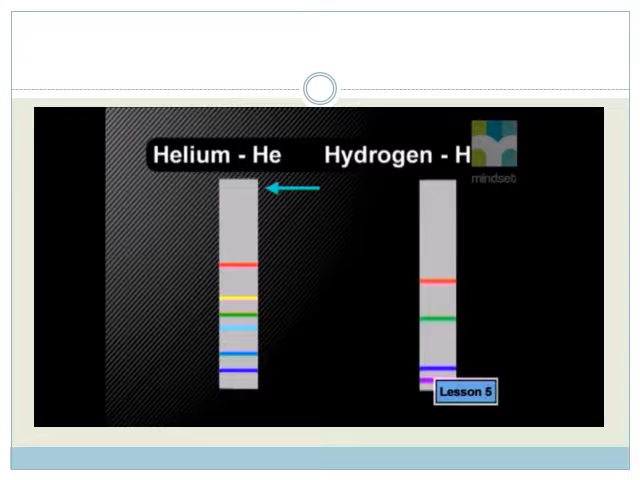 Helium - He
Hydrogen - H
mindset
Lesson 5